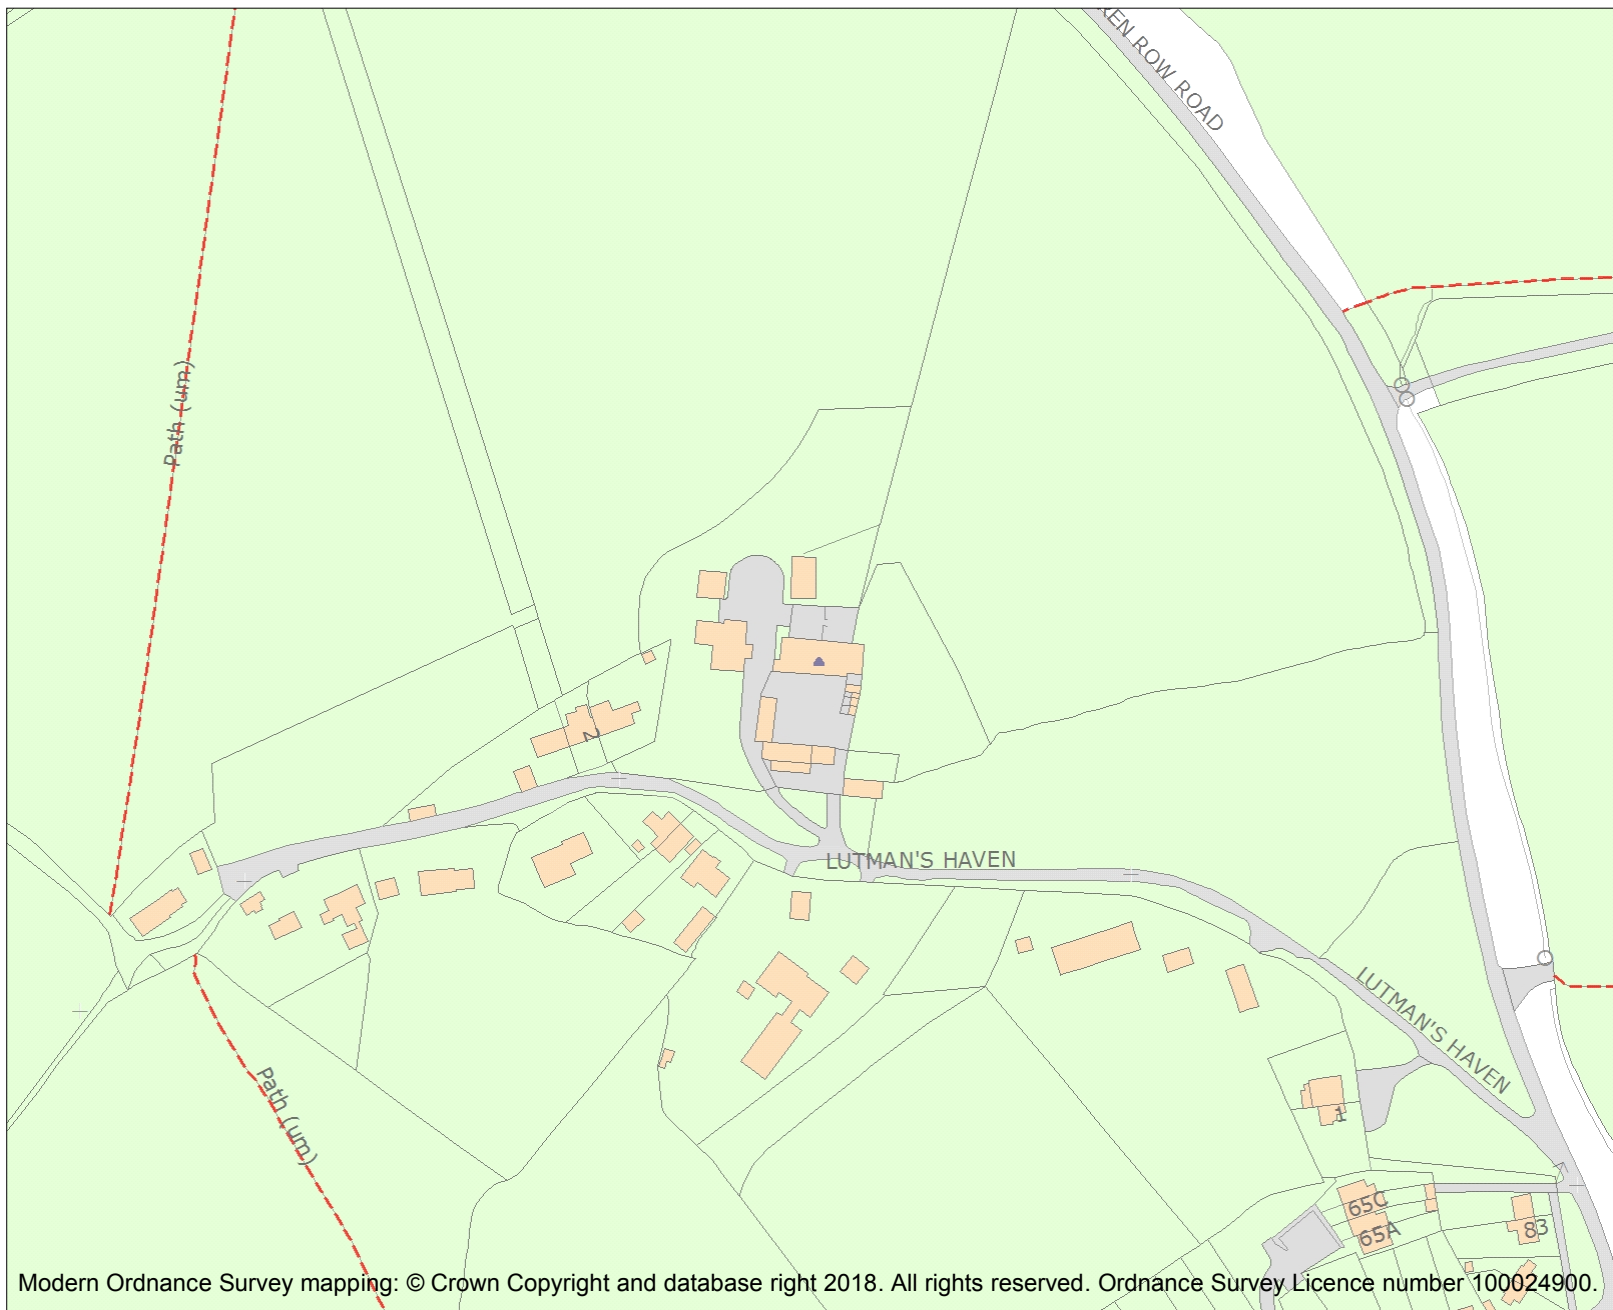 ROW ROAD
Path (um)
LUTMAN'S HAVEN
2
LUTMAN'S HAVEN
Path (um)
1
65C
65A
83
Modern Ordnance Survey mapping: © Crown Copyright and database right 2018. All rights reserved. Ordnance Survey Licence number 100024900.